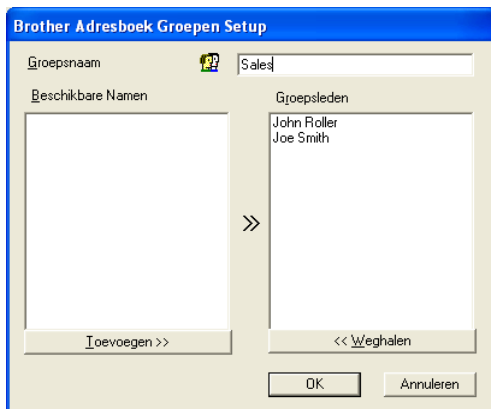 Brother Adresboek Groepen Setup
Groepsnaam
Sales
Beschikbare Namen
Groepsleden
John Roller
Joe Smith
Toevoegen >>
<< Weghalen
OK
Annuleren